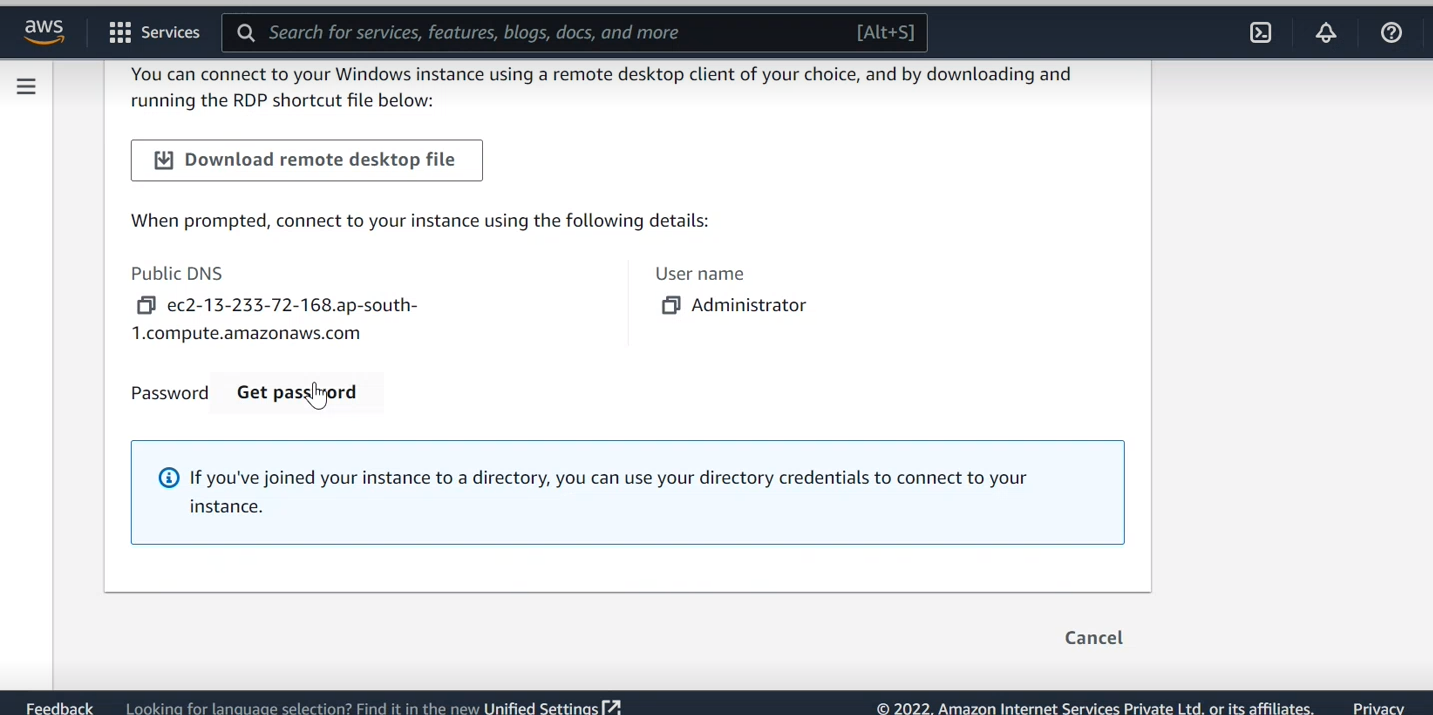 aws
Services
Search for services, features, blogs, docs, and more
[Alt+S]
You can connect to your Windows instance using a remote desktop client of your choice, and by downloading and
running the RDP shortcut file below:
Download remote desktop file
When prompted, connect to your instance using the following details:
Public DNS
ec2-13-233-72-168.ap-south-
1.compute.amazonaws.com
User name
Administrator
Password
Get password
If you've joined your instance to a directory, you can use your directory credentials to connect to your
instance.
Cancel
Feedback
Looking for language selection? Find it in the new Unified Settings
© 2022, Amazon Internet Services Private Ltd. or its affiliates.
Privacy